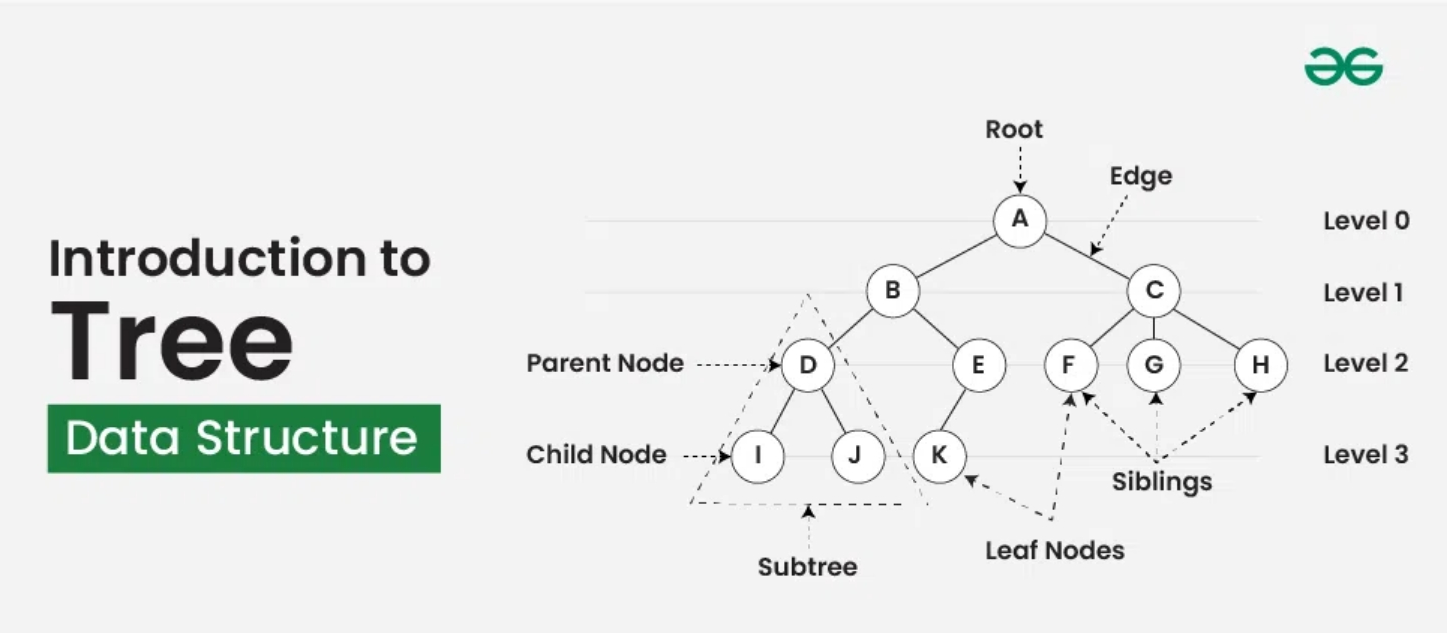 Introduction to
Tree
Data Structure
Root
Edge
A
Level 0
B
C
Level 1
Parent Node
D
E
F
G
H
Level 2
Child Node
I
J
K
Level 3
Siblings
Leaf Nodes
Subtree